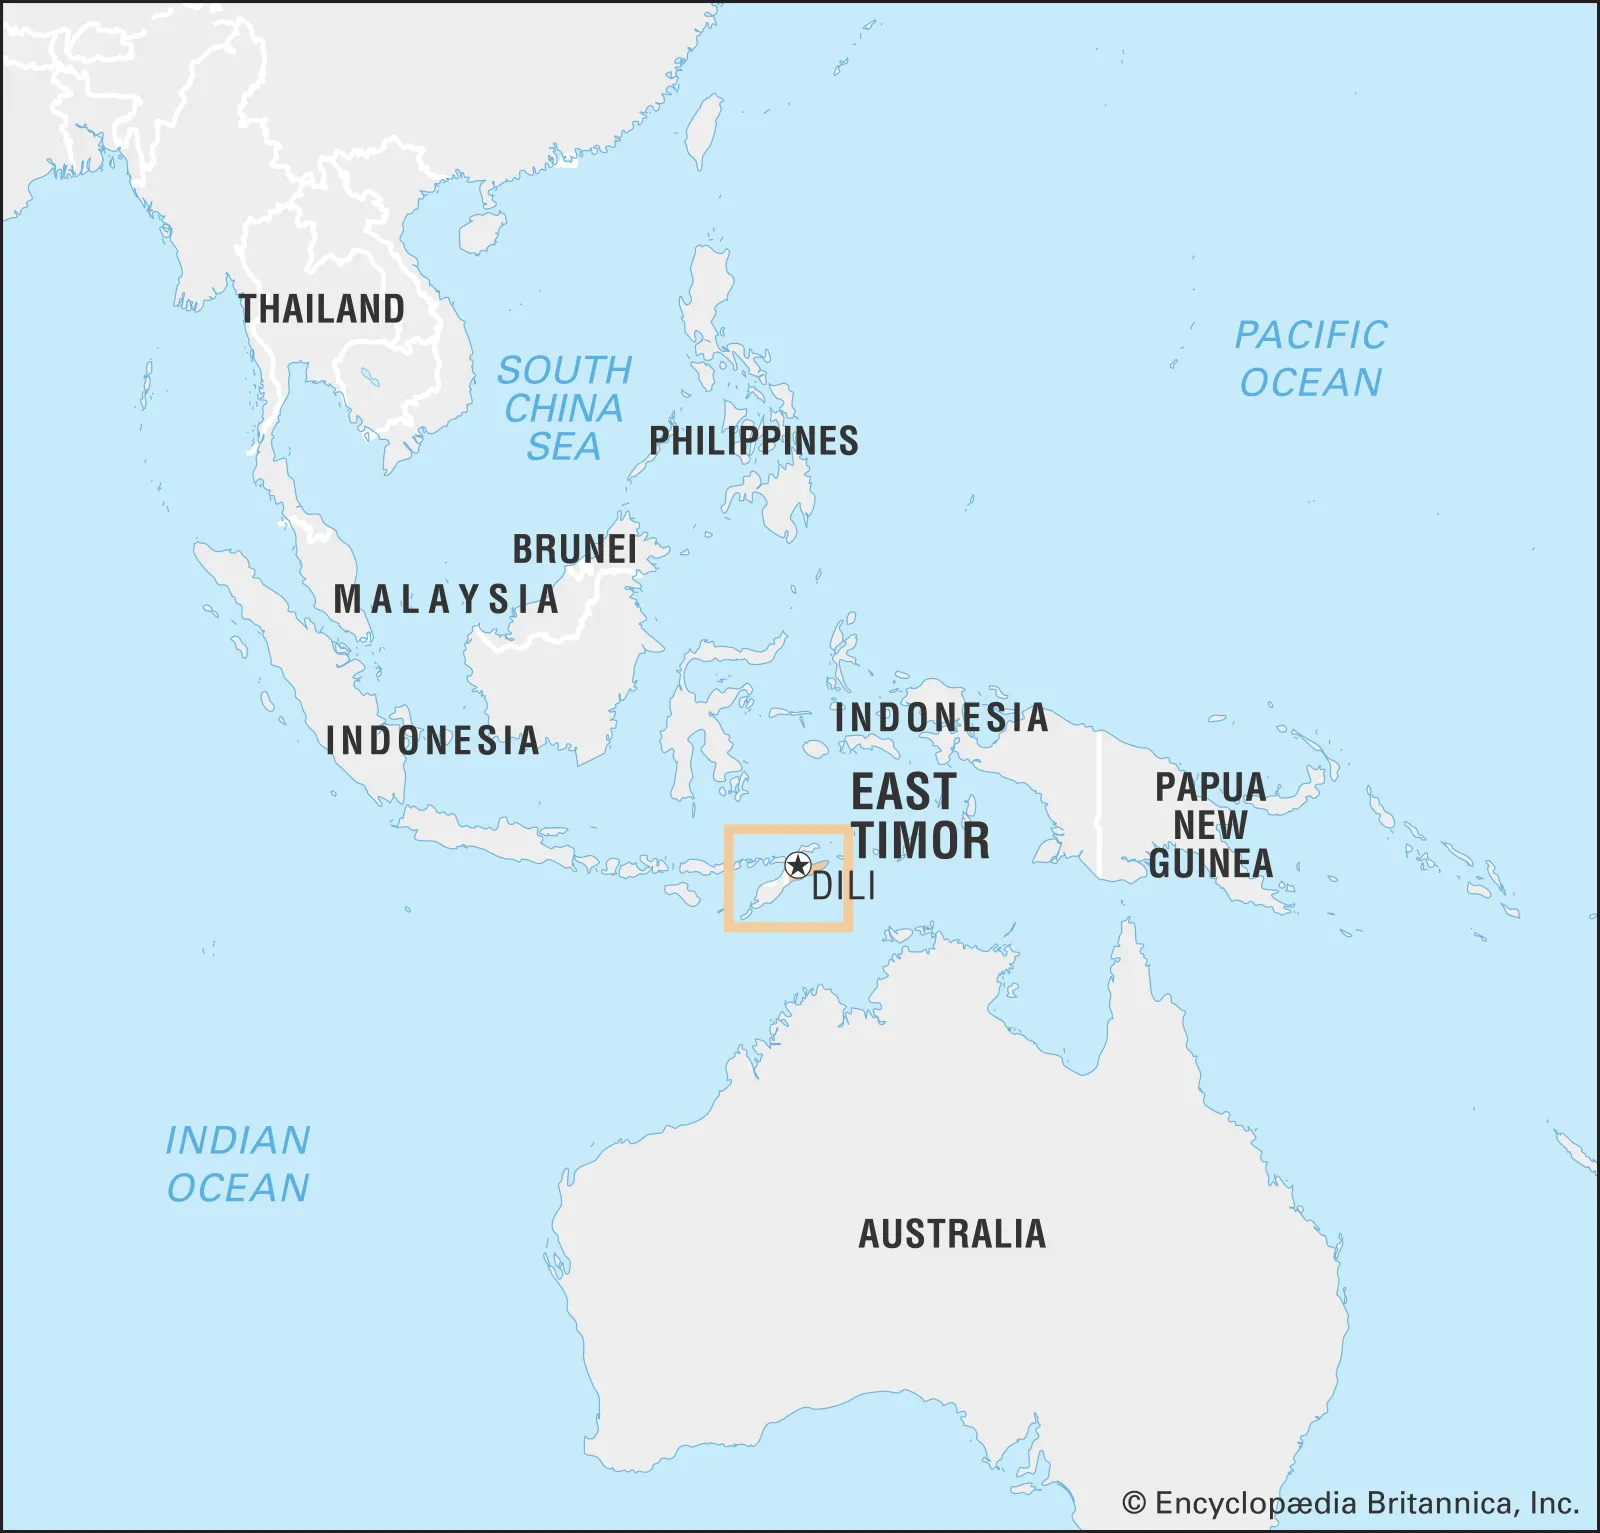 THAILAND
SOUTH
CHINA
SEA
PACIFIC
OCEAN
PHILIPPINES
BRUNEI
MALAYSIA
INDONESIA
INDONESIA
EAST
TIMOR
DILI
PAPUA
NEW
GUINEA
INDIAN
OCEAN
AUSTRALIA
© Encyclopædia Britannica, Inc.